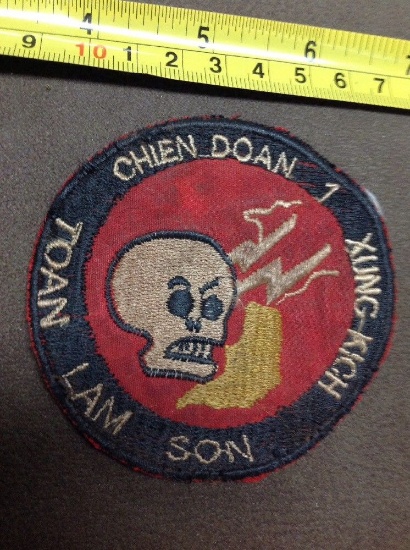 4 5 6 7
9 10 1 2 3 4 5 6 7
CHIEN DOAN 1 XUNG-KICH
TOAN LAM SON